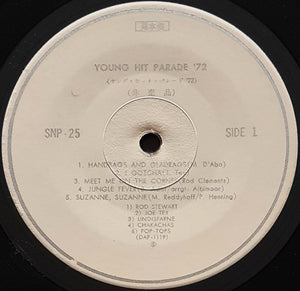 見本盤
YOUNG HIT PARADE '72
(ヤング・ヒット・パレード '72)
(非売品)
SNP 25
SIDE 1
1. HANDBAGS AND GLADRAGS(M. D'Abo)
2. I GOTCHA(J. Tex)
3. MEET ME ON THE CORNER(Rod Clements)
4. JUNGLE FEVER(
5. SUZANNE, SUZANNE(M. Reddyhoff/P. Henning)
1) ROD STEWART
2) JOE TEX
3) LINDISFARNE
4) CHAKACHAS
5) POP-TOPS
(DAP-1119)